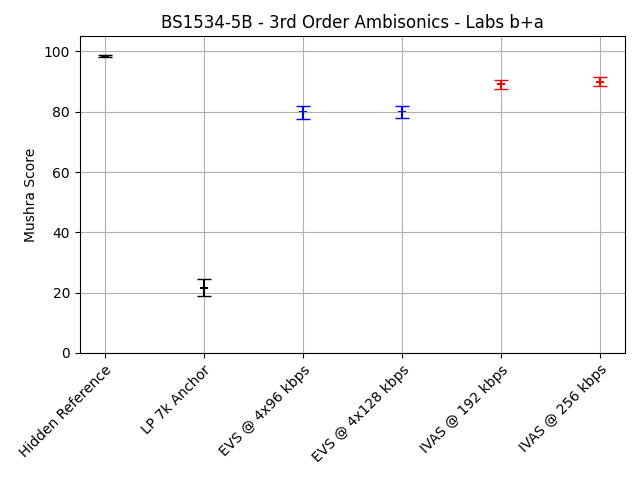 BS1534-5B - 3rd Order Ambisonics - Labs b+a
Mushra Score
100
80
60
40
20
0
Hidden Reference
LP 7k Anchor
EVS @ 4x96 kbps
EVS @ 4x128 kbps
IVAS @ 192 kbps
IVAS @ 256 kbps